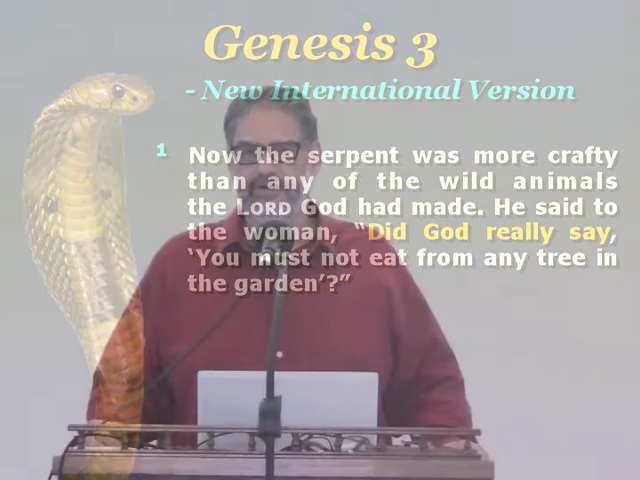 Genesis 3
- New International Version
1 Now the serpent was more crafty
than any of the wild animals
the LORD God had made. He said to
the woman, “Did God really say,
‘You must not eat from any tree in
the garden’?”